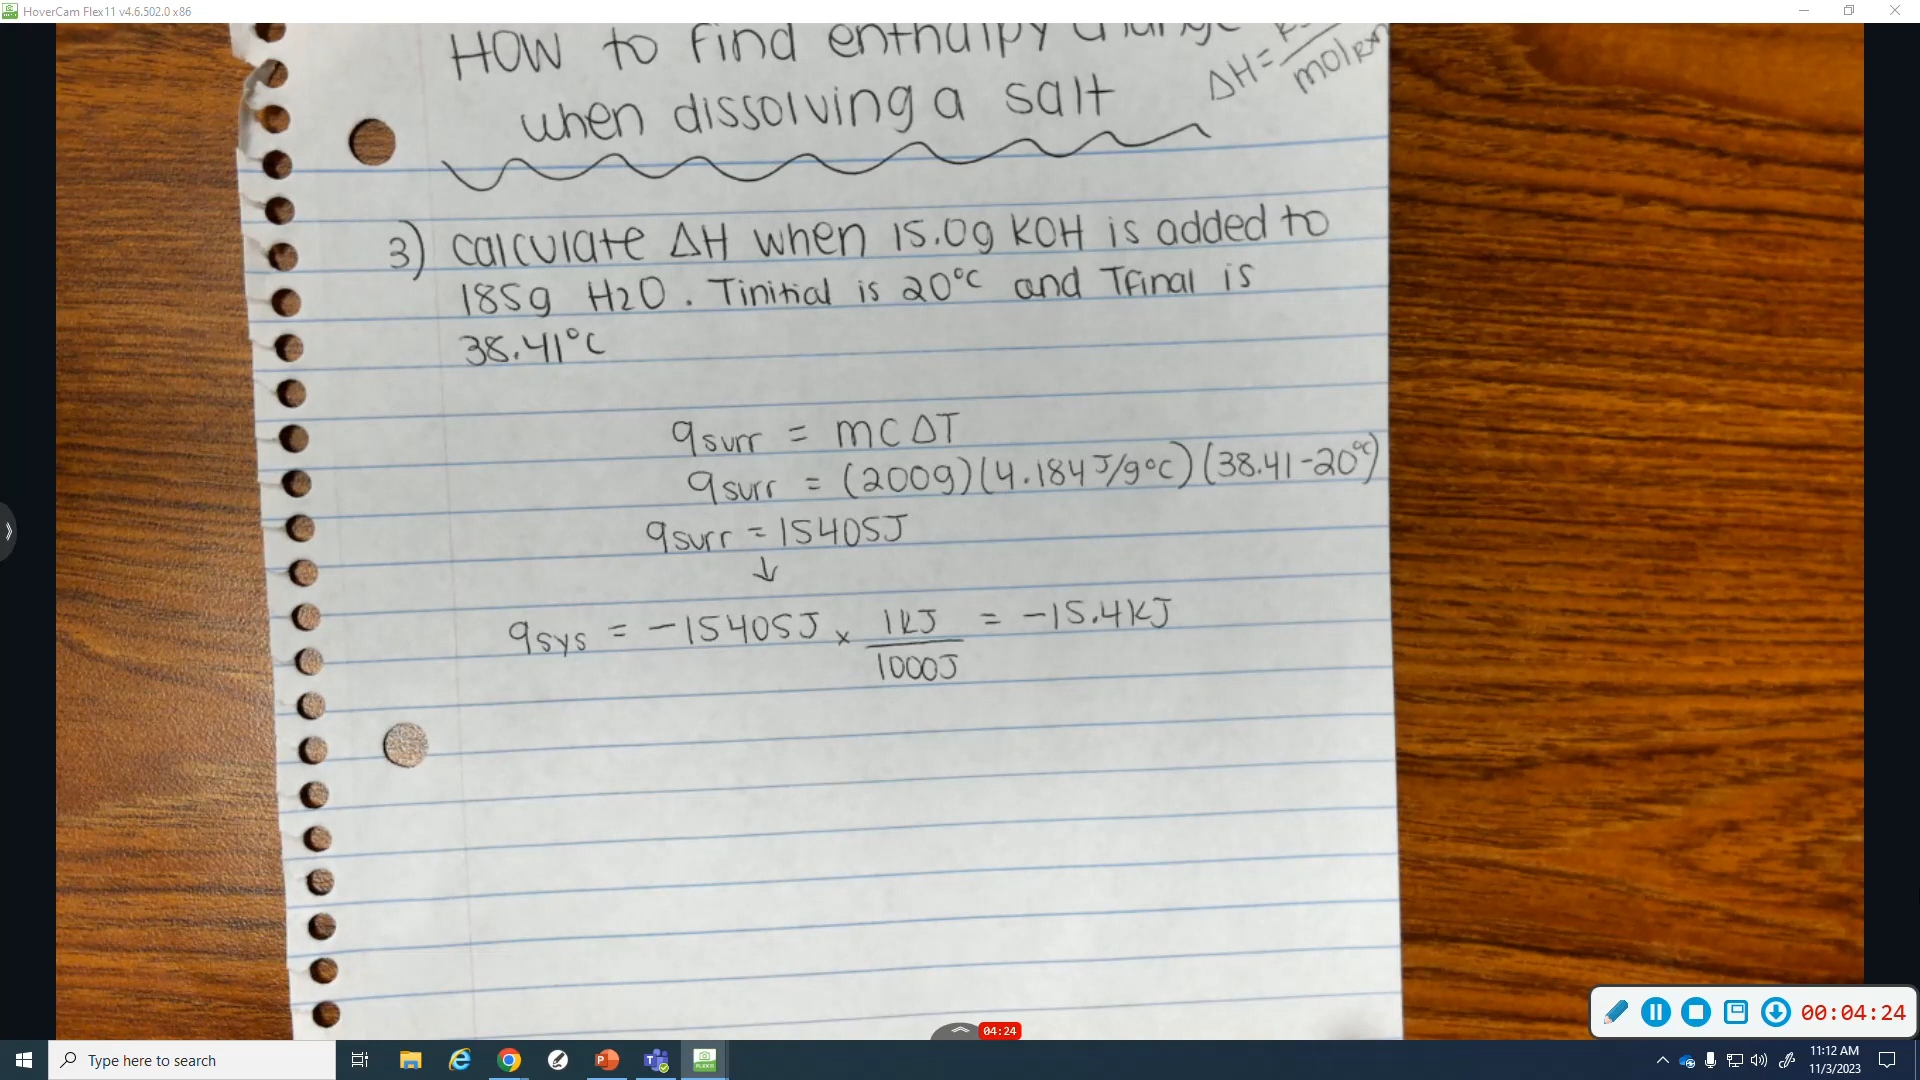 HoverCam Flex11 v4.6.502.0 x86
HOW to find enthalpy change
when dissolving a salt
ΔH=
molrxn
3) calculate ΔH when 15.0g KOH is added to
185g H2O. Tinitial is 20°C and Tfinal is
38.41°C
qsurr = mCΔT
qsurr = (200g)(4.184J/g°C)(38.41-20°C)
qsurr = 15405J
↓
qsys = -15405J x 1kJ/1000J = -15.4kJ
04:24
00:04:24
Type here to search
11:12 AM
11/3/2023